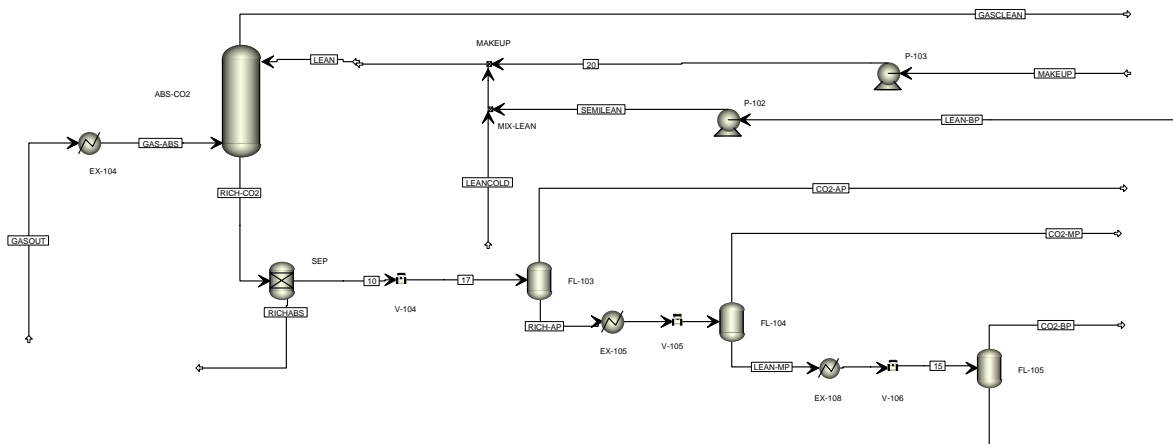 GASCLEAN
MAKEUP
P-103
LEAN
20
MAKEUP
ABS-CO2
P-102
SEMILEAN
LEAN-BP
MIX-LEAN
GAS-ABS
EX-104
LEANCOLD
CO2-AP
RICH-CO2
CO2-MP
GASOUT
SEP
10
17
FL-103
V-104
RICHABS
CO2-BP
RICH-AP
FL-104
EX-105
V-105
LEAN-MP
15
FL-105
EX-108
V-106